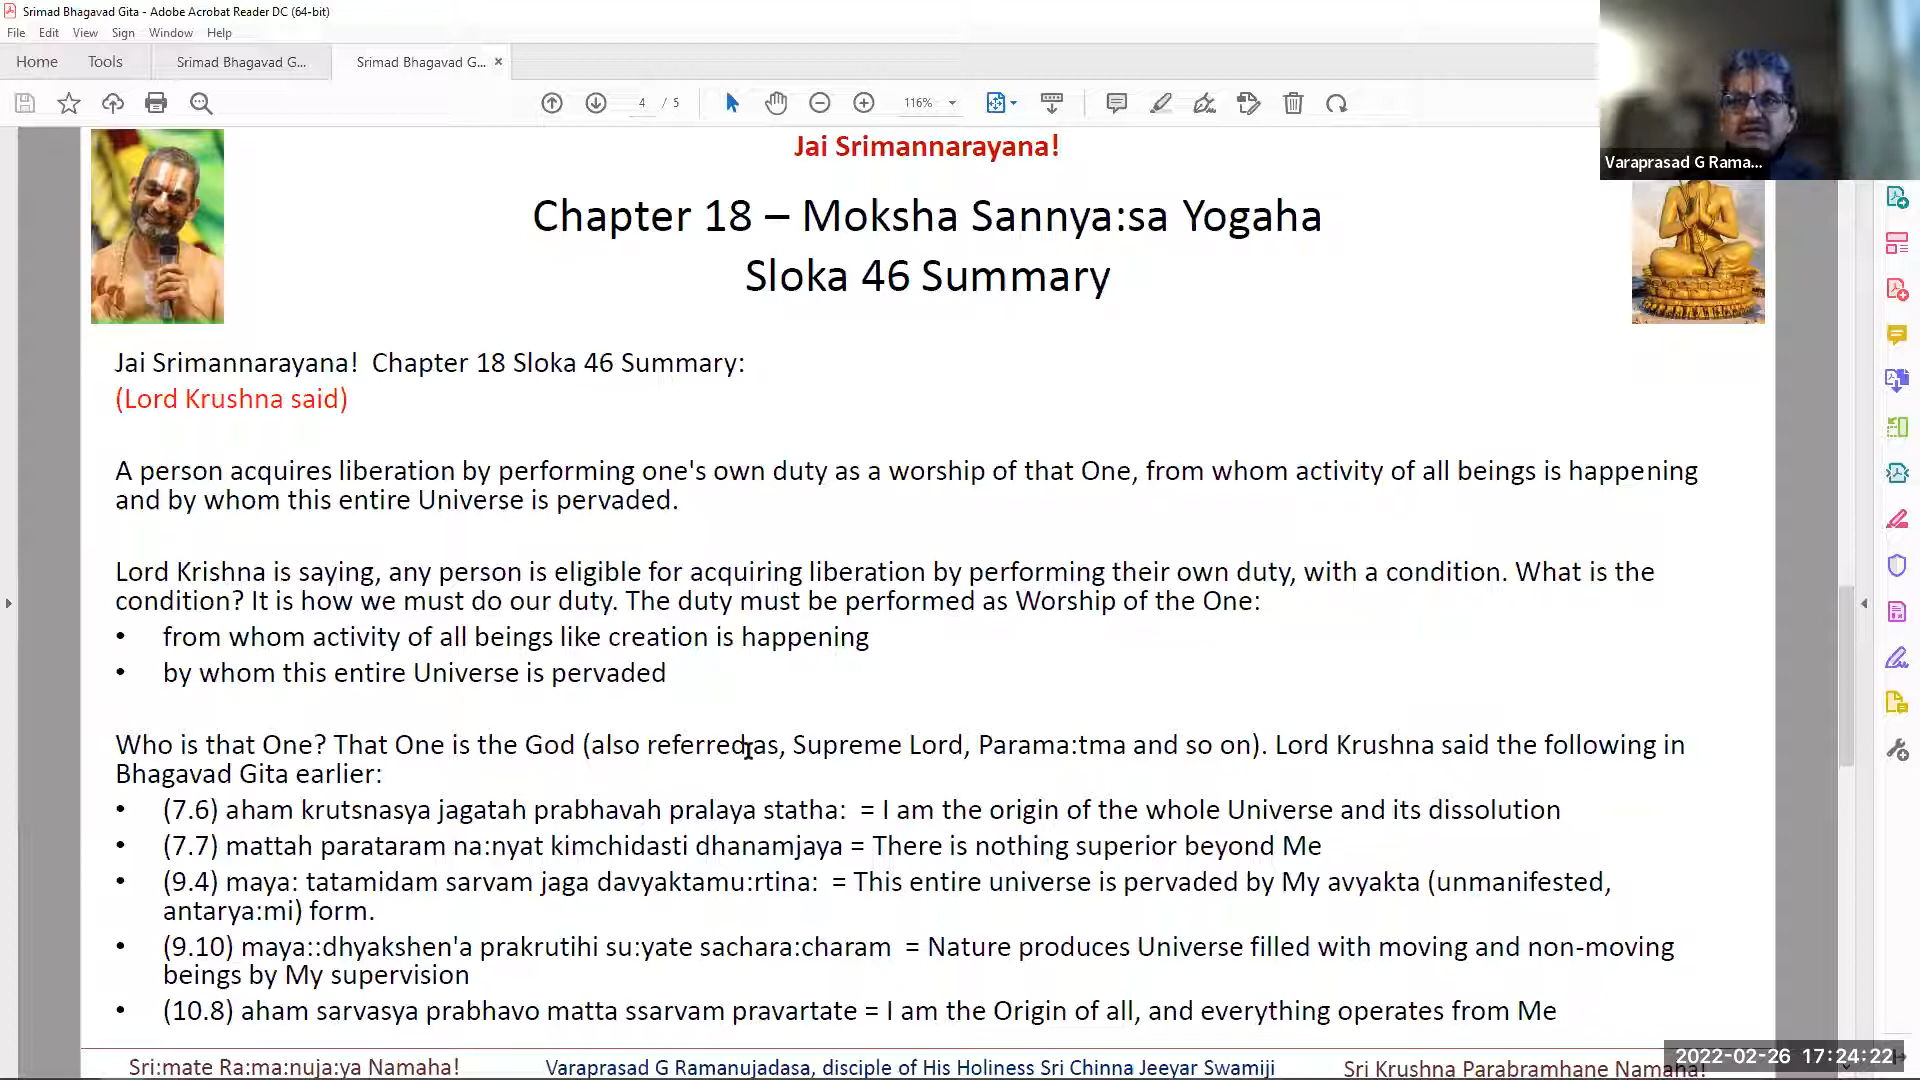 Srimad Bhagavad Gita - Adobe Acrobat Reader DC (64-bit)
File Edit View Sign Window Help
Home Tools Srimad Bhagavad G... Srimad Bhagavad G... ×
4 / 5 116%
Varaprasad G Rama...
Jai Srimannarayana!
Chapter 18 – Moksha Sannya:sa Yogaha
Sloka 46 Summary
Jai Srimannarayana!  Chapter 18 Sloka 46 Summary:
(Lord Krushna said)
A person acquires liberation by performing one's own duty as a worship of that One, from whom activity of all beings is happening
and by whom this entire Universe is pervaded.
Lord Krishna is saying, any person is eligible for acquiring liberation by performing their own duty, with a condition. What is the
condition? It is how we must do our duty. The duty must be performed as Worship of the One:
• from whom activity of all beings like creation is happening
• by whom this entire Universe is pervaded
Who is that One? That One is the God (also referred as, Supreme Lord, Parama:tma and so on). Lord Krushna said the following in
Bhagavad Gita earlier:
• (7.6) aham krutsnasya jagatah prabhavah pralaya statha:  = I am the origin of the whole Universe and its dissolution
• (7.7) mattah parataram na:nyat kimchidasti dhanamjaya = There is nothing superior beyond Me
• (9.4) maya: tatamidam sarvam jaga davyaktamu:rtina:  = This entire universe is pervaded by My avyakta (unmanifested,
antarya:mi) form.
• (9.10) maya::dhyakshen'a prakrutihi su:yate sachara:charam  = Nature produces Universe filled with moving and non-moving
beings by My supervision
• (10.8) aham sarvasya prabhavo matta ssarvam pravartate = I am the Origin of all, and everything operates from Me
Sri:mate Ra:ma:nuja:ya Namaha! Varaprasad G Ramanujadasa, disciple of His Holiness Sri Chinna Jeeyar Swamiji Sri Krushna Parabramhane Namaha!
2022-02-26 17:24:22